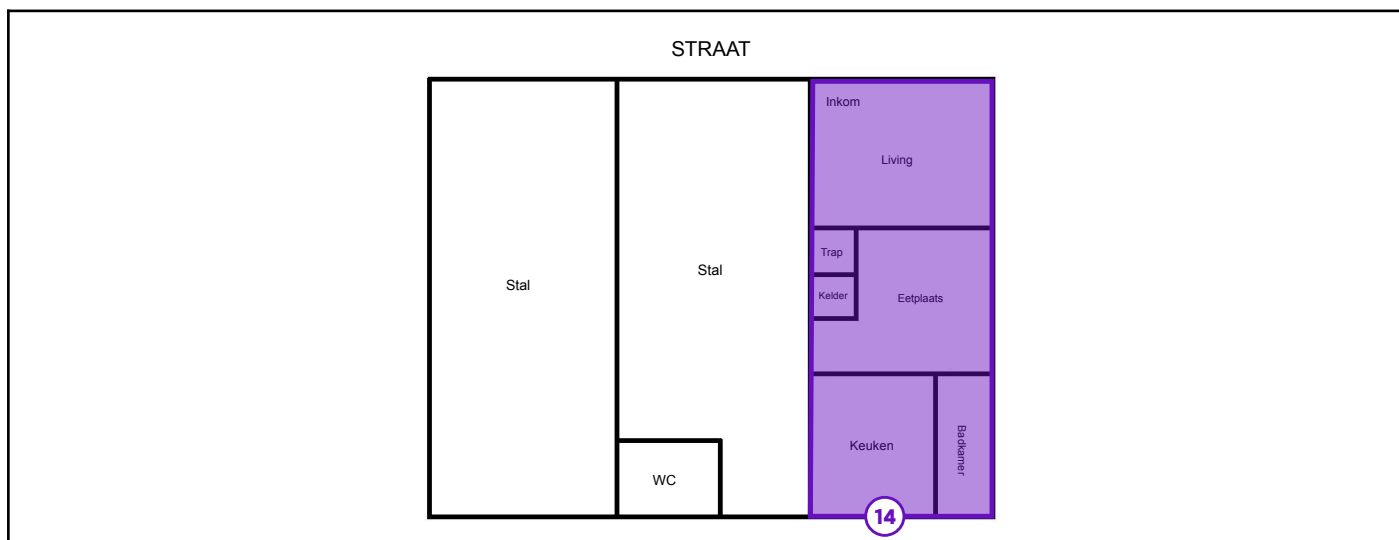 STRAAT
Inkom
Living
Stal
Stal
Trap
Kelder
Eetplaats
Keuken
Badkamer
WC
14